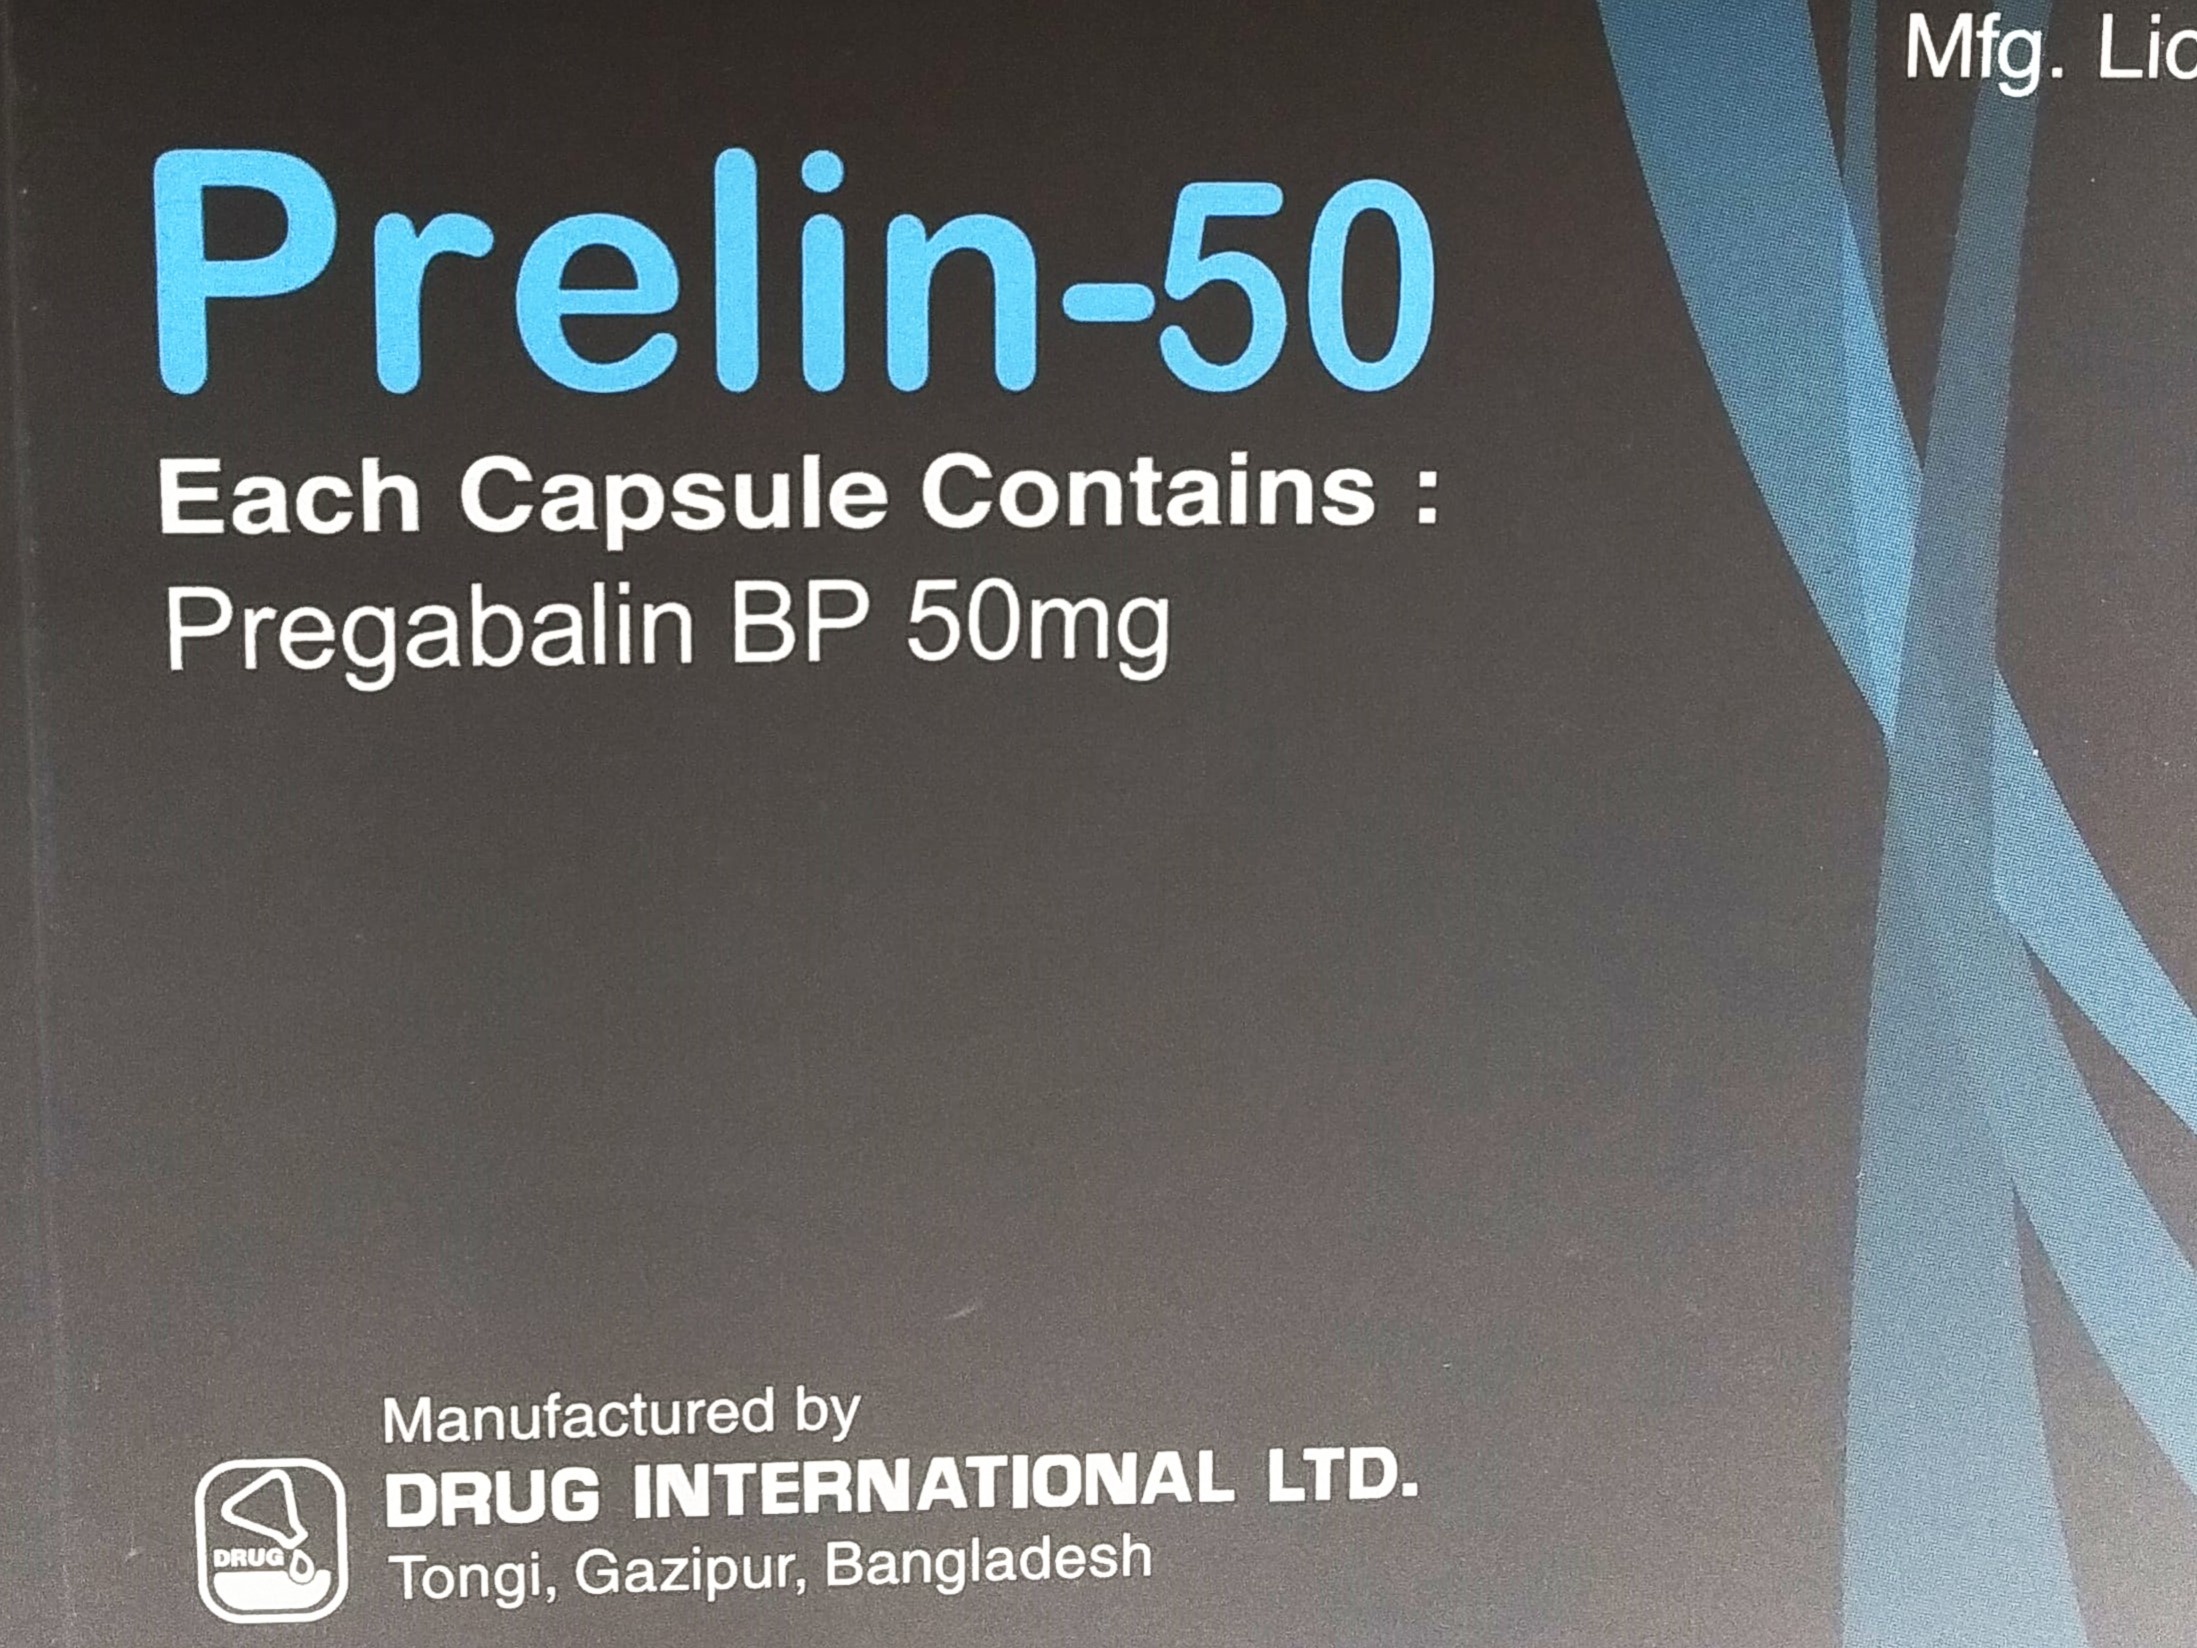 Mfg. Lic
Prelin-50
Each Capsule Contains :
Pregabalin BP 50mg
Manufactured by
DRUG INTERNATIONAL LTD.
Tongi, Gazipur, Bangladesh
DRUG